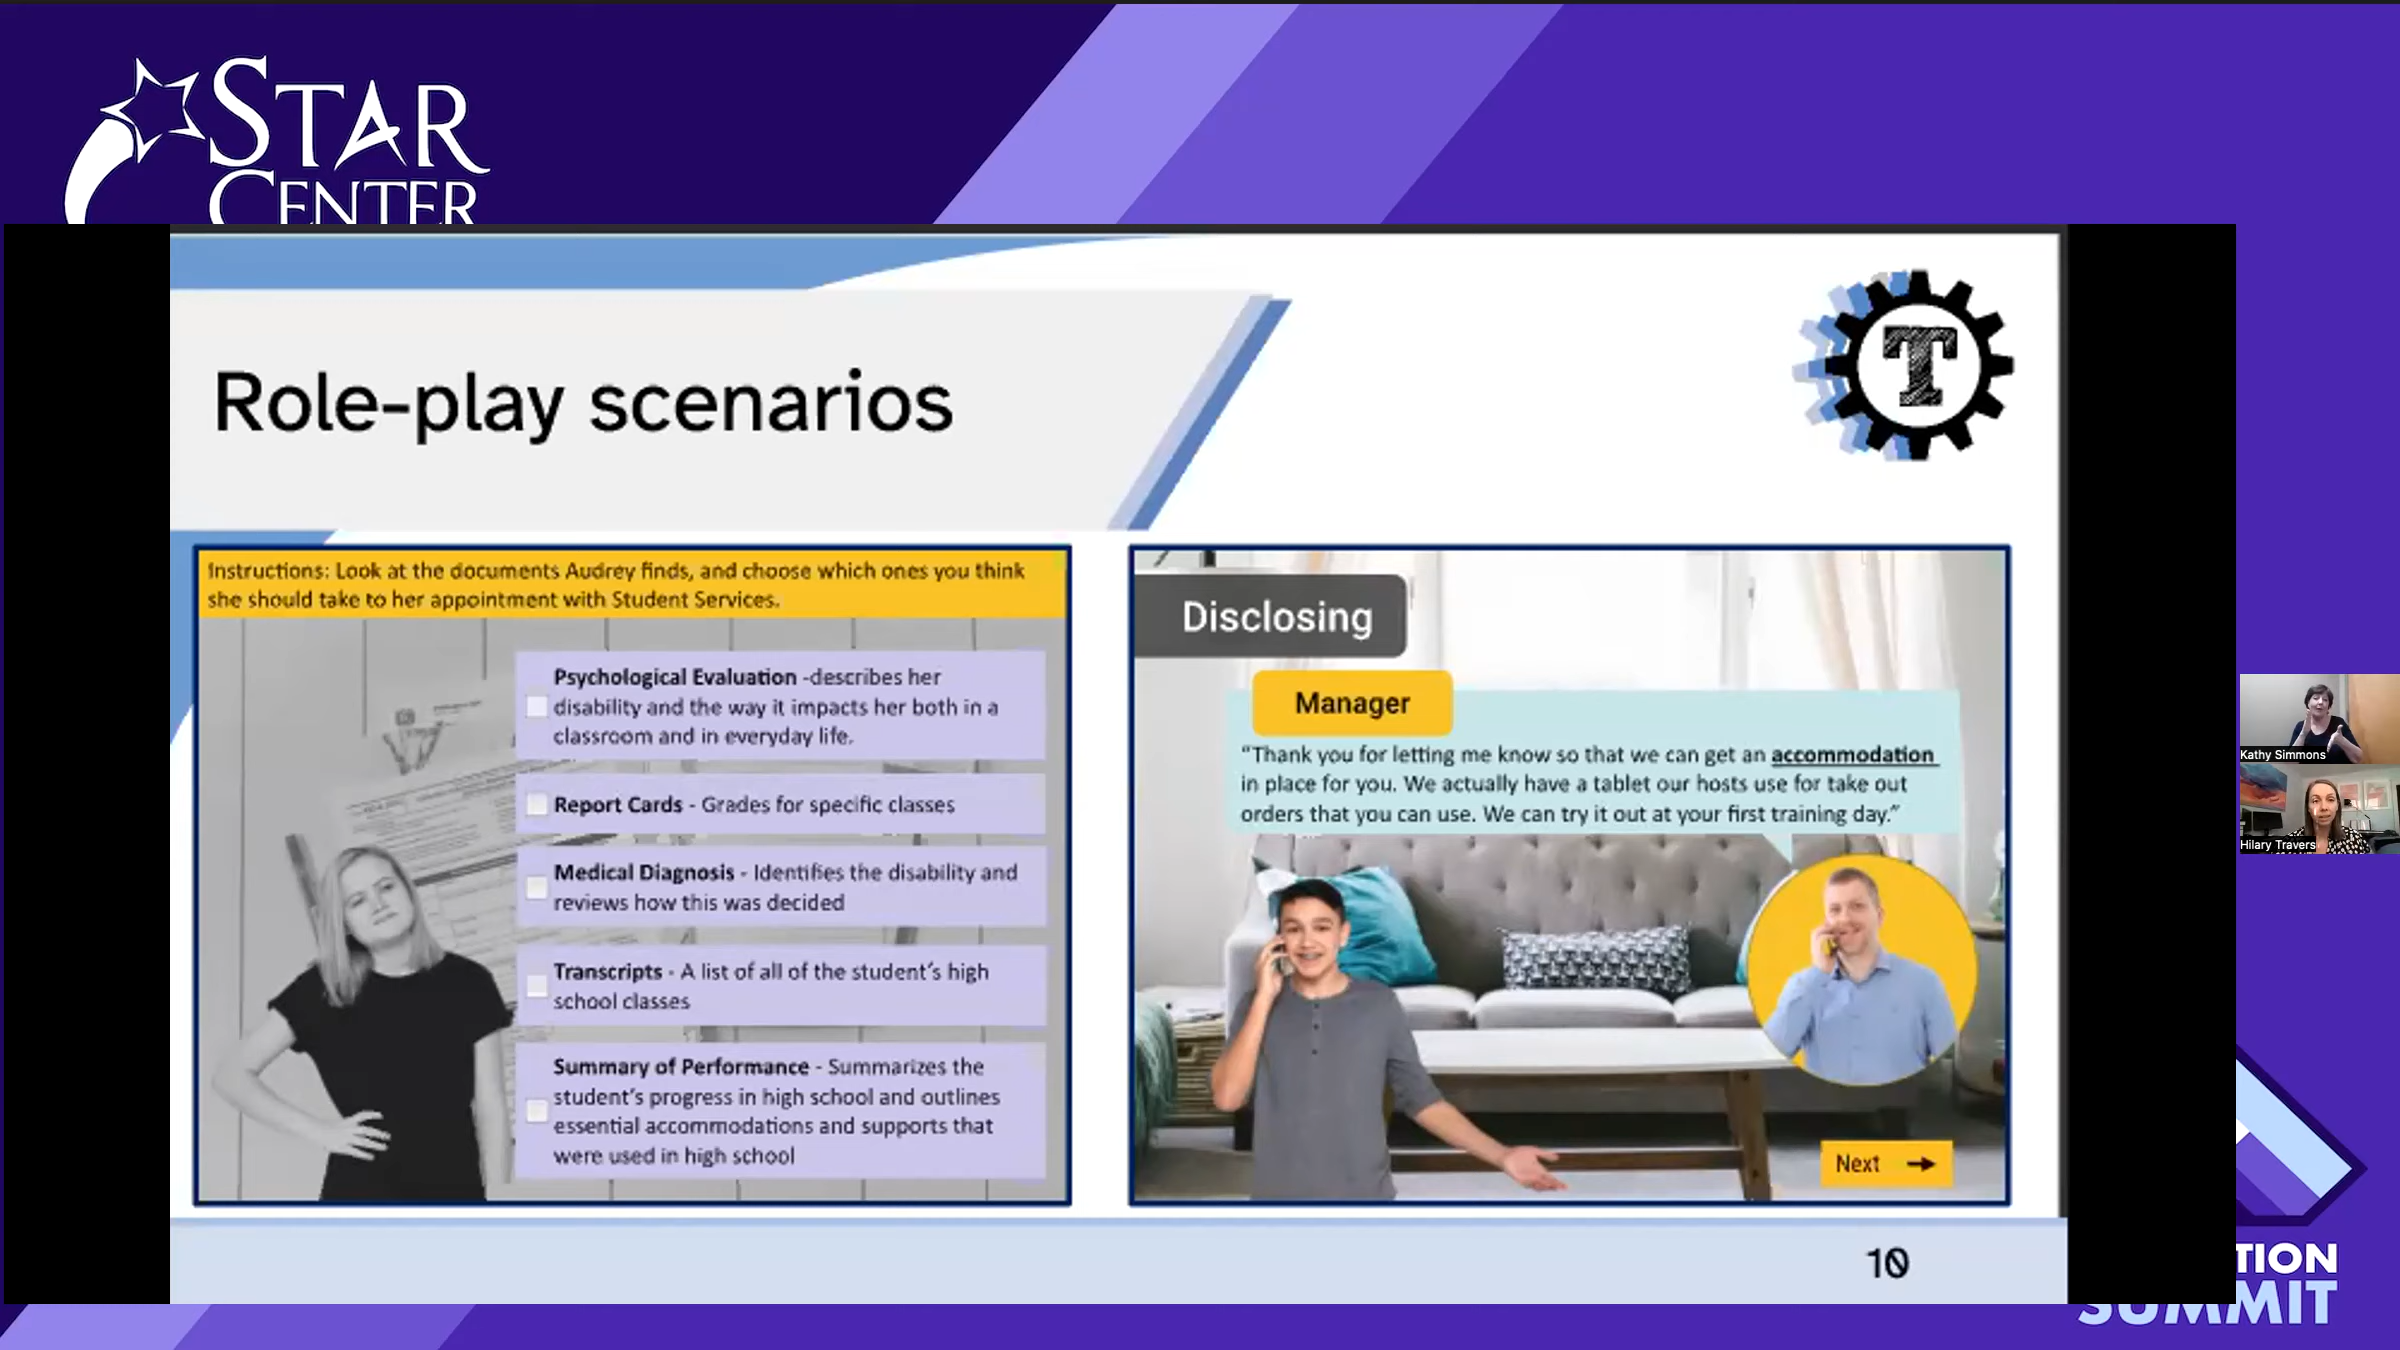 STAR
CENTER
Role-play scenarios
T
Instructions: Look at the documents Audrey finds, and choose which ones you think
she should take to her appointment with Student Services.
Psychological Evaluation -describes her
disability and the way it impacts her both in a
classroom and in everyday life.
Report Cards - Grades for specific classes
Medical Diagnosis - Identifies the disability and
reviews how this was decided
Transcripts - A list of all of the student's high
school classes
Summary of Performance - Summarizes the
student's progress in high school and outlines
essential accommodations and supports that
were used in high school
Disclosing
Manager
"Thank you for letting me know so that we can get an accommodation
in place for you. We actually have a tablet our hosts use for take out
orders that you can use. We can try it out at your first training day."
Next
10
Kathy Simmons
Hilary Travers
TION
SUMMIT